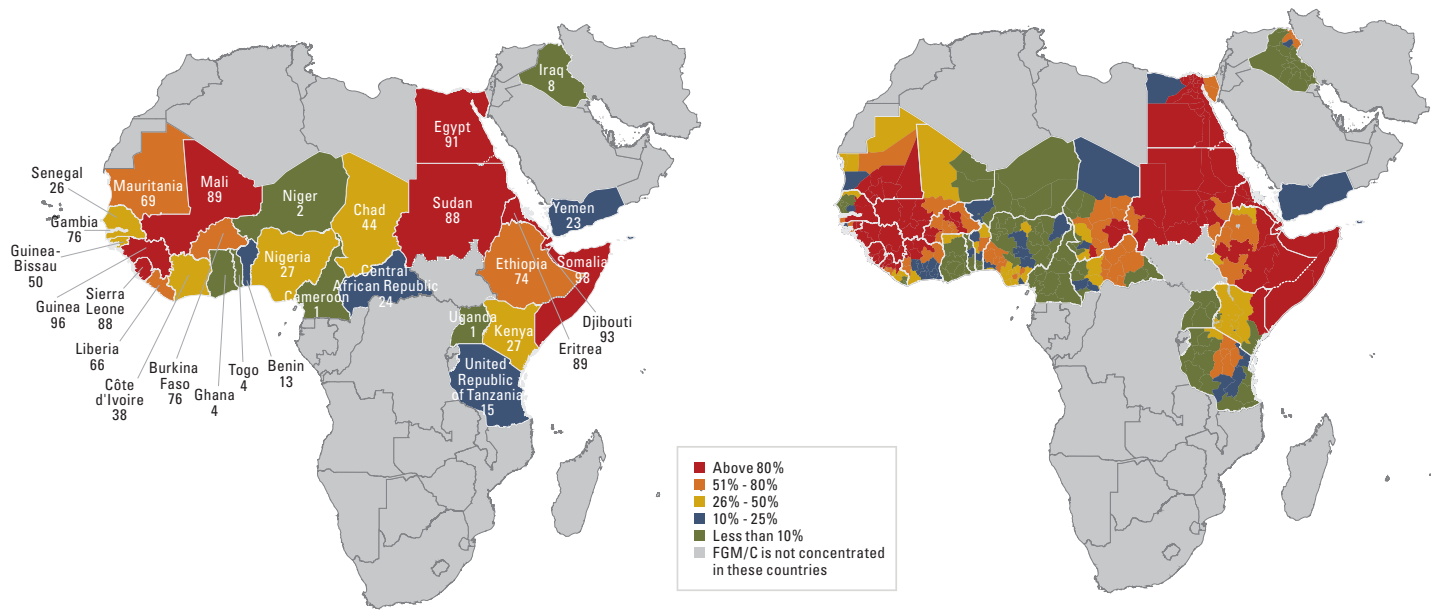 Iraq
8
Egypt
91
Senegal
26
Mauritania
69
Mali
89
Niger
2
Chad
44
Sudan
88
Yemen
23
Gambia
76
Guinea-
Bissau
50
Nigeria
27
Ethiopia
74
Somalia
98
Central
African Republic
24
Cameroon
1
Guinea
96
Sierra
Leone
88
Uganda
1
Kenya
27
Djibouti
93
Eritrea
89
Liberia
66
Côte
d'Ivoire
38
Burkina
Faso
76
Ghana
4
Togo
4
Benin
13
United
Republic
of Tanzania
15
Above 80%
51% - 80%
26% - 50%
10% - 25%
Less than 10%
FGM/C is not concentrated
in these countries